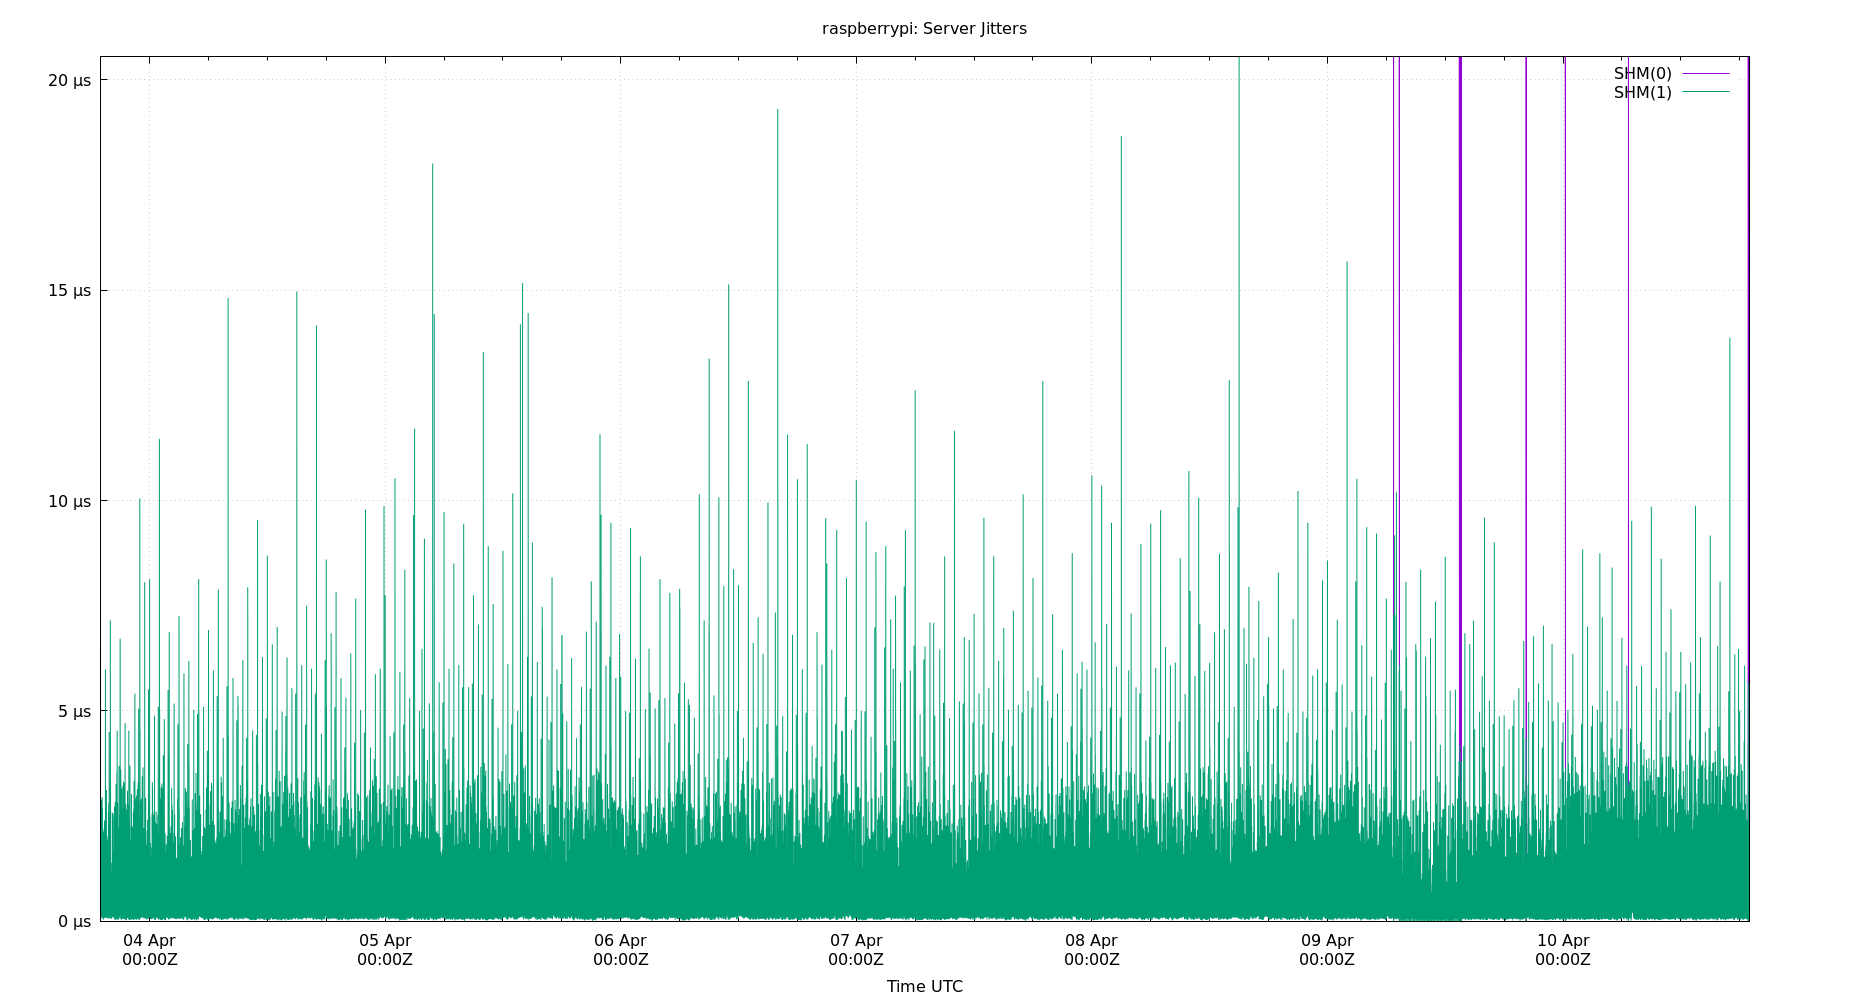 raspberrypi: Server Jitters
20 µs
SHM(0)
SHM(1)
15 µs
10 µs
5 µs
0 µs
04 Apr 05 Apr 06 Apr 07 Apr 08 Apr 09 Apr 10 Apr
00:00Z 00:00Z 00:00Z 00:00Z 00:00Z 00:00Z 00:00Z
Time UTC